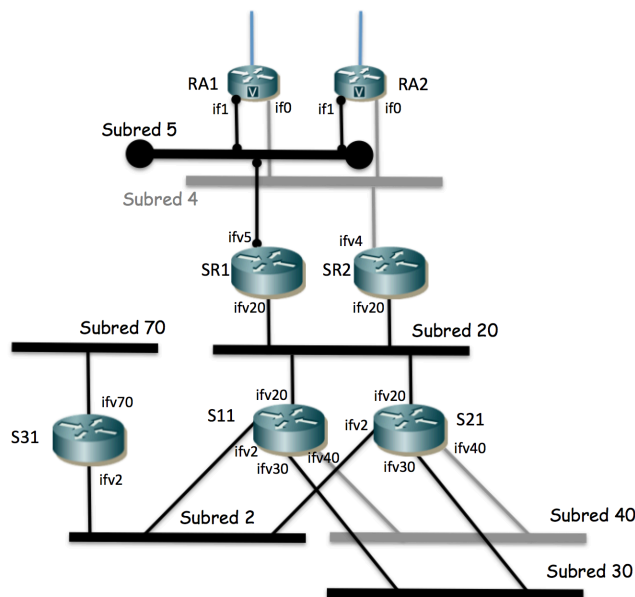 RA1
RA2
V
V
if1
if0
if1
if0
Subred 5
Subred 4
ifv5
ifv4
SR1
SR2
ifv20
ifv20
Subred 70
Subred 20
ifv70
ifv20
ifv20
S31
S11
S21
ifv2
ifv2
ifv40
ifv40
ifv30
ifv30
ifv2
Subred 2
Subred 40
Subred 30